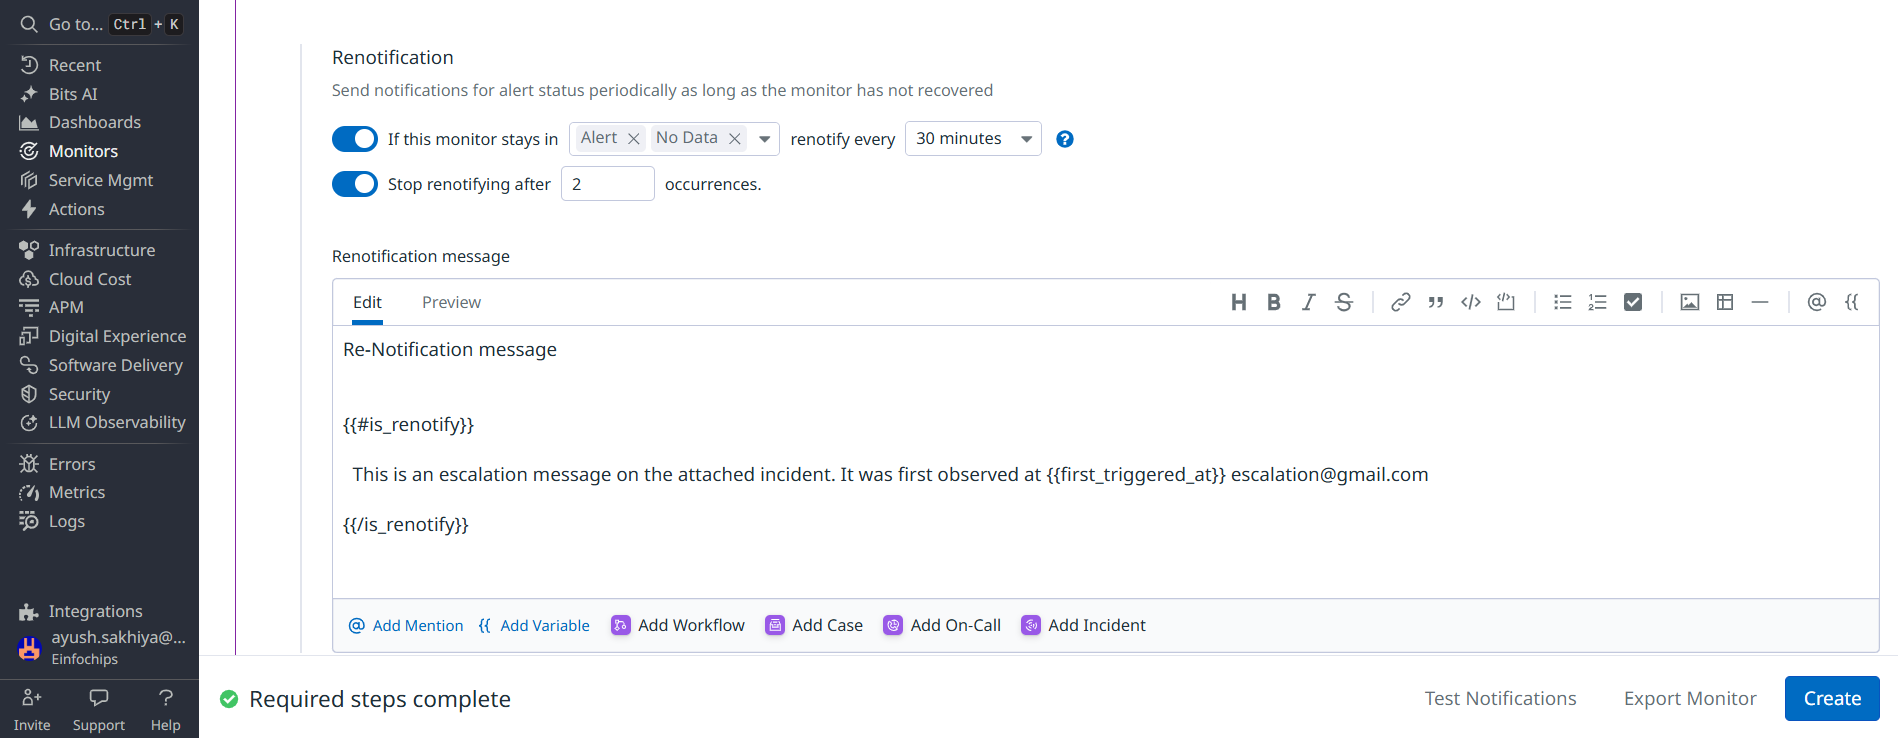 Go to... Ctrl + K
Recent
Bits AI
Dashboards
Monitors
Service Mgmt
Actions
Infrastructure
Cloud Cost
APM
Digital Experience
Software Delivery
Security
LLM Observability
Errors
Metrics
Logs
Integrations
ayush.sakhiya@...
Einfochips
Invite Support Help
Renotification
Send notifications for alert status periodically as long as the monitor has not recovered
If this monitor stays in Alert No Data renotify every 30 minutes
Stop renotifying after 2 occurrences.
Renotification message
Edit Preview
Re-Notification message
{{#is_renotify}}
This is an escalation message on the attached incident. It was first observed at {{first_triggered_at}} escalation@gmail.com
{{/is_renotify}}
@ Add Mention {{ Add Variable Add Workflow Add Case Add On-Call Add Incident
Required steps complete Test Notifications Export Monitor Create